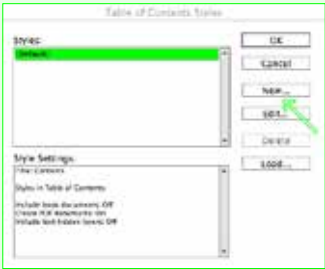 Table of Contents Styles
Styles:
[Default]
OK
Cancel
New...
Edit...
Delete
Load...
Style Settings:
Title: Contents
Styles in Table of Contents:
Include book documents: Off
Create PDF Bookmarks: On
Include text hidden layers: Off